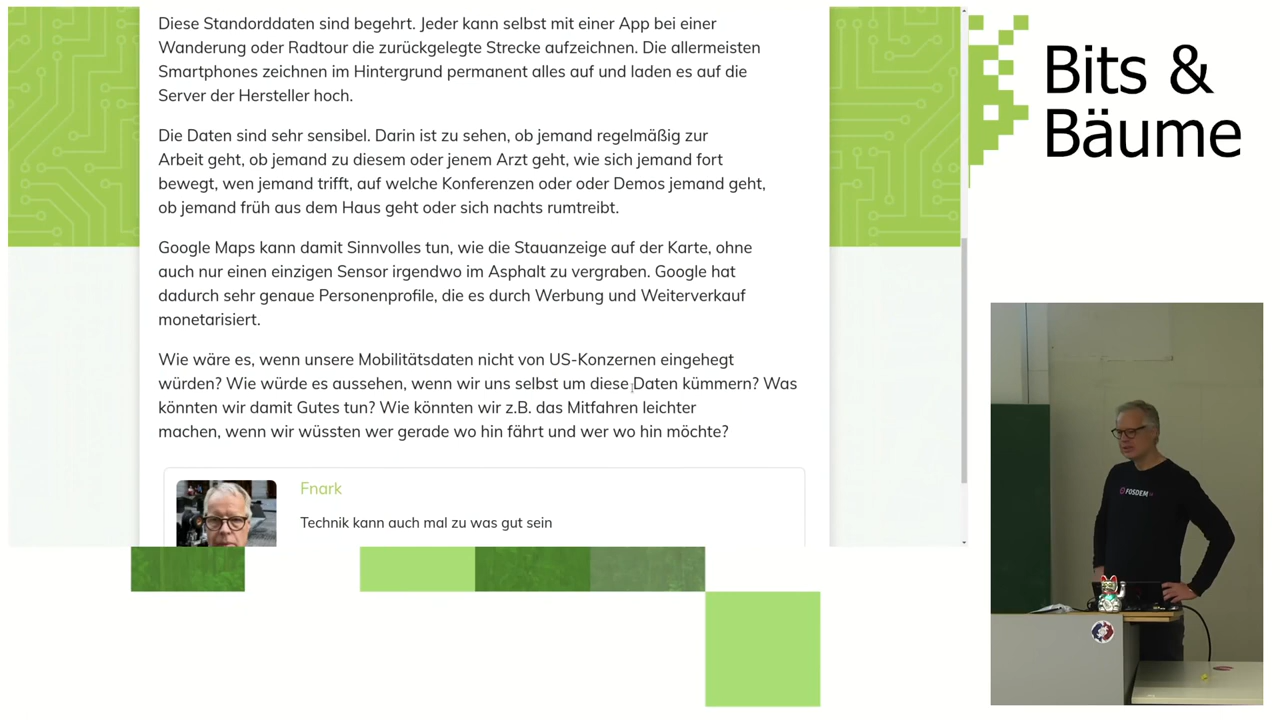 Diese Standorddaten sind begehrt. Jeder kann selbst mit einer App bei einer
Wanderung oder Radtour die zurückgelegte Strecke aufzeichnen. Die allermeisten
Smartphones zeichnen im Hintergrund permanent alles auf und laden es auf die
Server der Hersteller hoch.
Die Daten sind sehr sensibel. Darin ist zu sehen, ob jemand regelmäßig zur
Arbeit geht, ob jemand zu diesem oder jenem Arzt geht, wie sich jemand fort
bewegt, wen jemand trifft, auf welche Konferenzen oder oder Demos jemand geht,
ob jemand früh aus dem Haus geht oder sich nachts rumtreibt.
Google Maps kann damit Sinnvolles tun, wie die Stauanzeige auf der Karte, ohne
auch nur einen einzigen Sensor irgendwo im Asphalt zu vergraben. Google hat
dadurch sehr genaue Personenprofile, die es durch Werbung und Weiterverkauf
monetarisiert.
Wie wäre es, wenn unsere Mobilitätsdaten nicht von US-Konzernen eingehegt
würden? Wie würde es aussehen, wenn wir uns selbst um diese Daten kümmern? Was
könnten wir damit Gutes tun? Wie könnten wir z.B. das Mitfahren leichter
machen, wenn wir wüssten wer gerade wo hin fährt und wer wo hin möchte?
Fnark
Technik kann auch mal zu was gut sein
Bits &
Bäume
FOSDEM